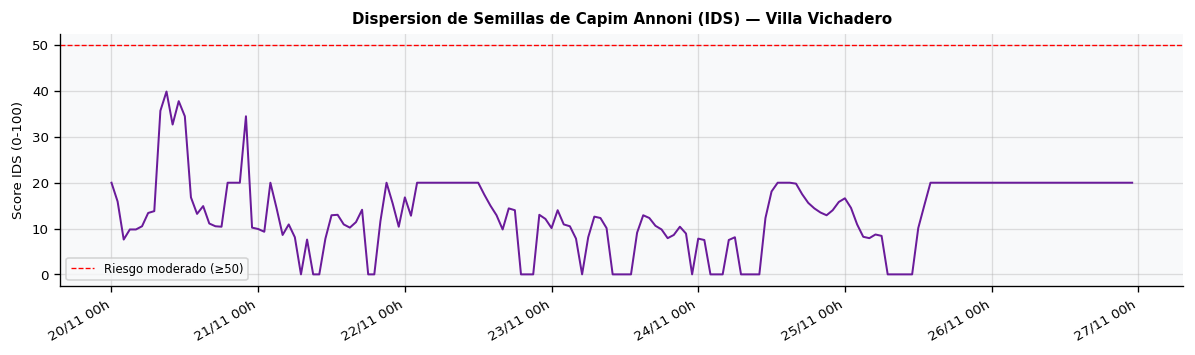 Dispersion de Semillas de Capim Annoni (IDS) — Villa Vichadero
Score IDS (0-100)
50
40
30
20
10
0
Riesgo moderado (≥50)
20/11 00h
21/11 00h
22/11 00h
23/11 00h
24/11 00h
25/11 00h
26/11 00h
27/11 00h